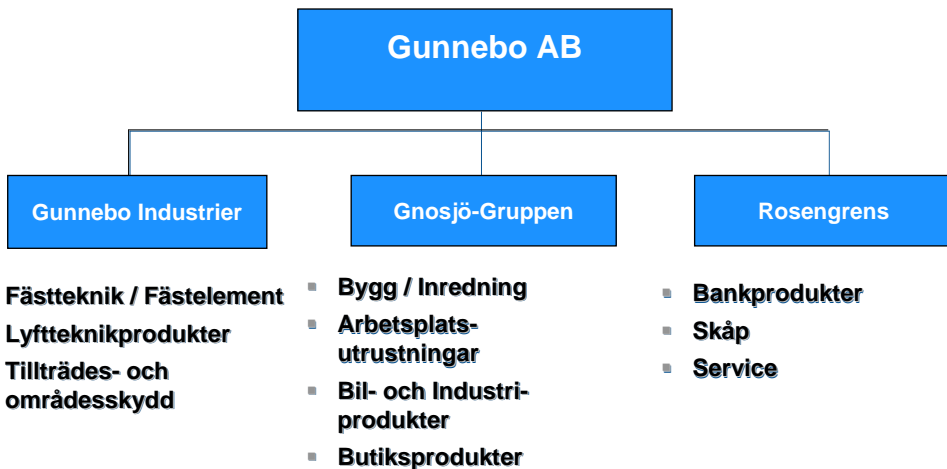 Gunnebo AB
Gunnebo Industrier
Gnosjö-Gruppen
Rosengrens
Fästteknik / Fästelement
Lyftteknikprodukter
Tillträdes- och
områdesskydd
Bygg / Inredning
Arbetsplats-
utrustningar
Bil- och Industri-
produkter
Butiksprodukter
Bankprodukter
Skåp
Service